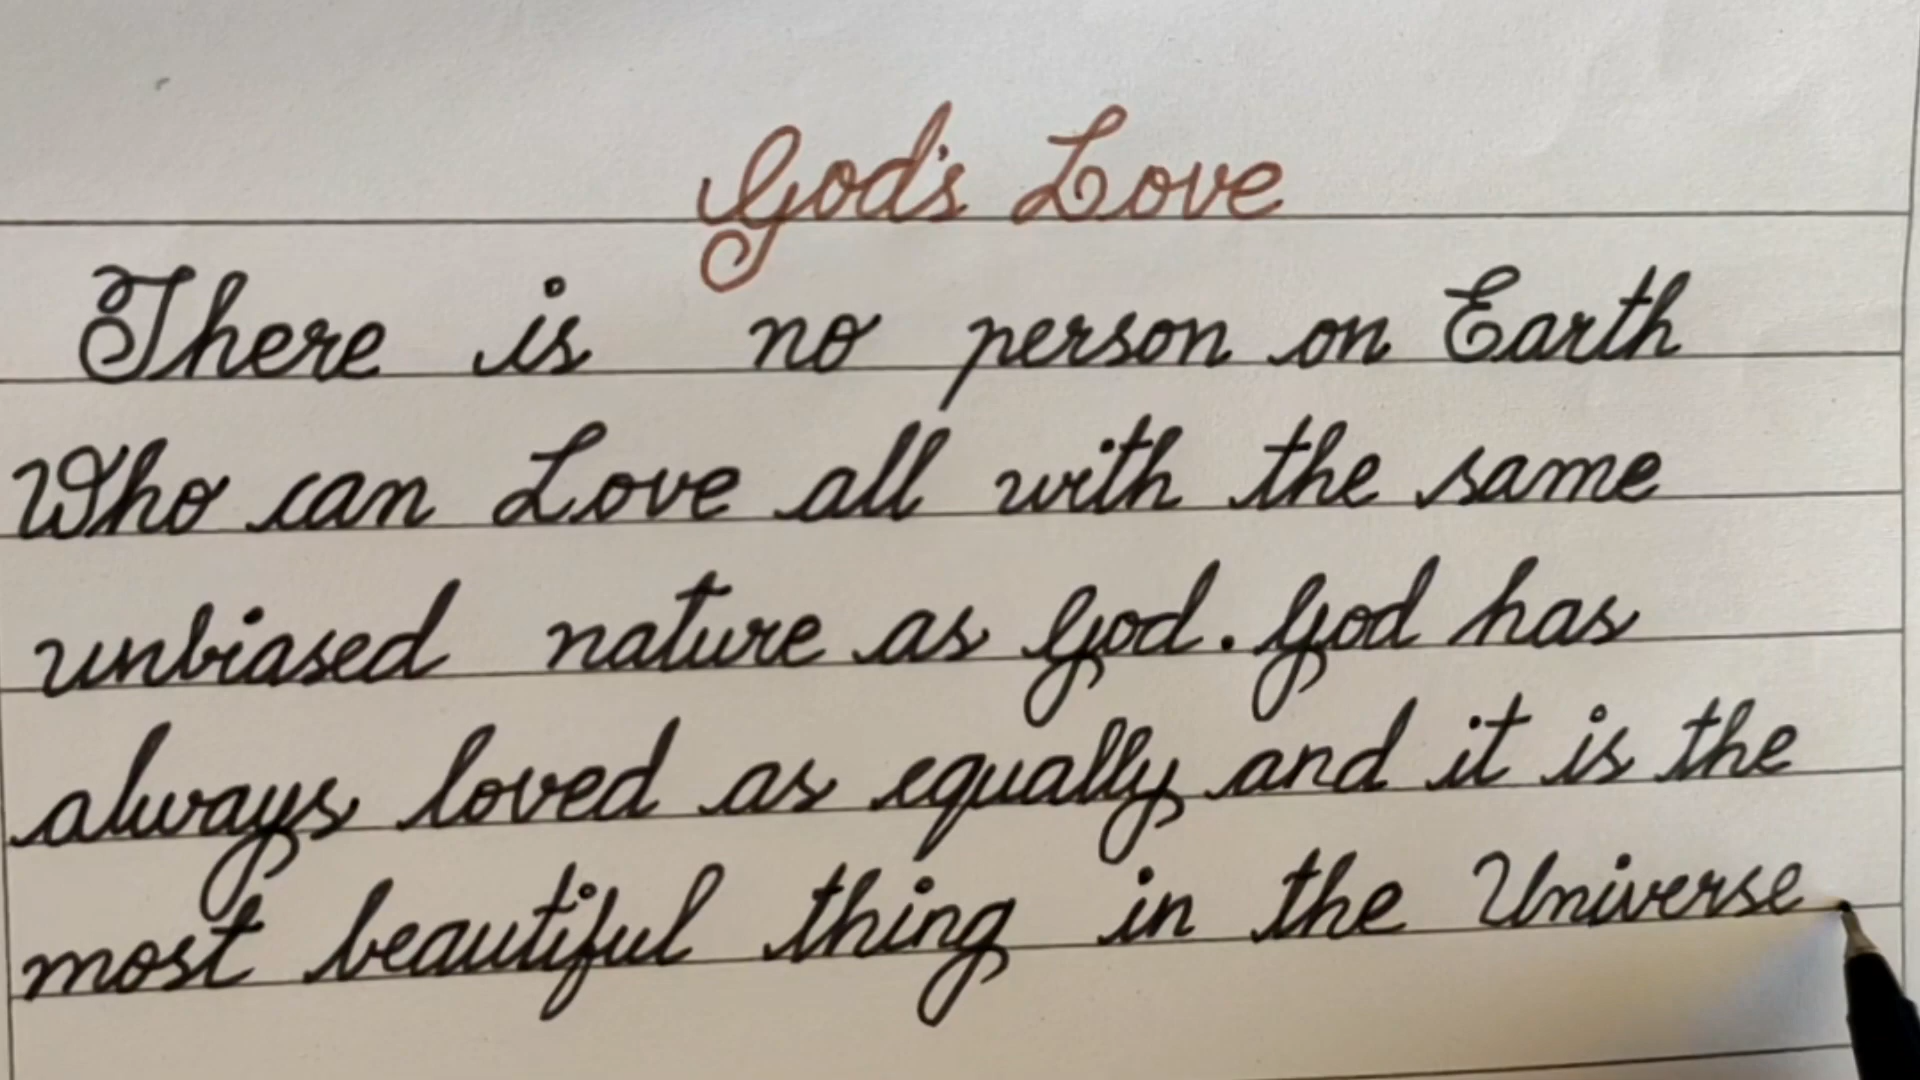 God's Love
There is no person on Earth
Who can Love all with the same
unbiased nature as God. God has
always loved as equally and it is the
most beautiful thing in the Universe.